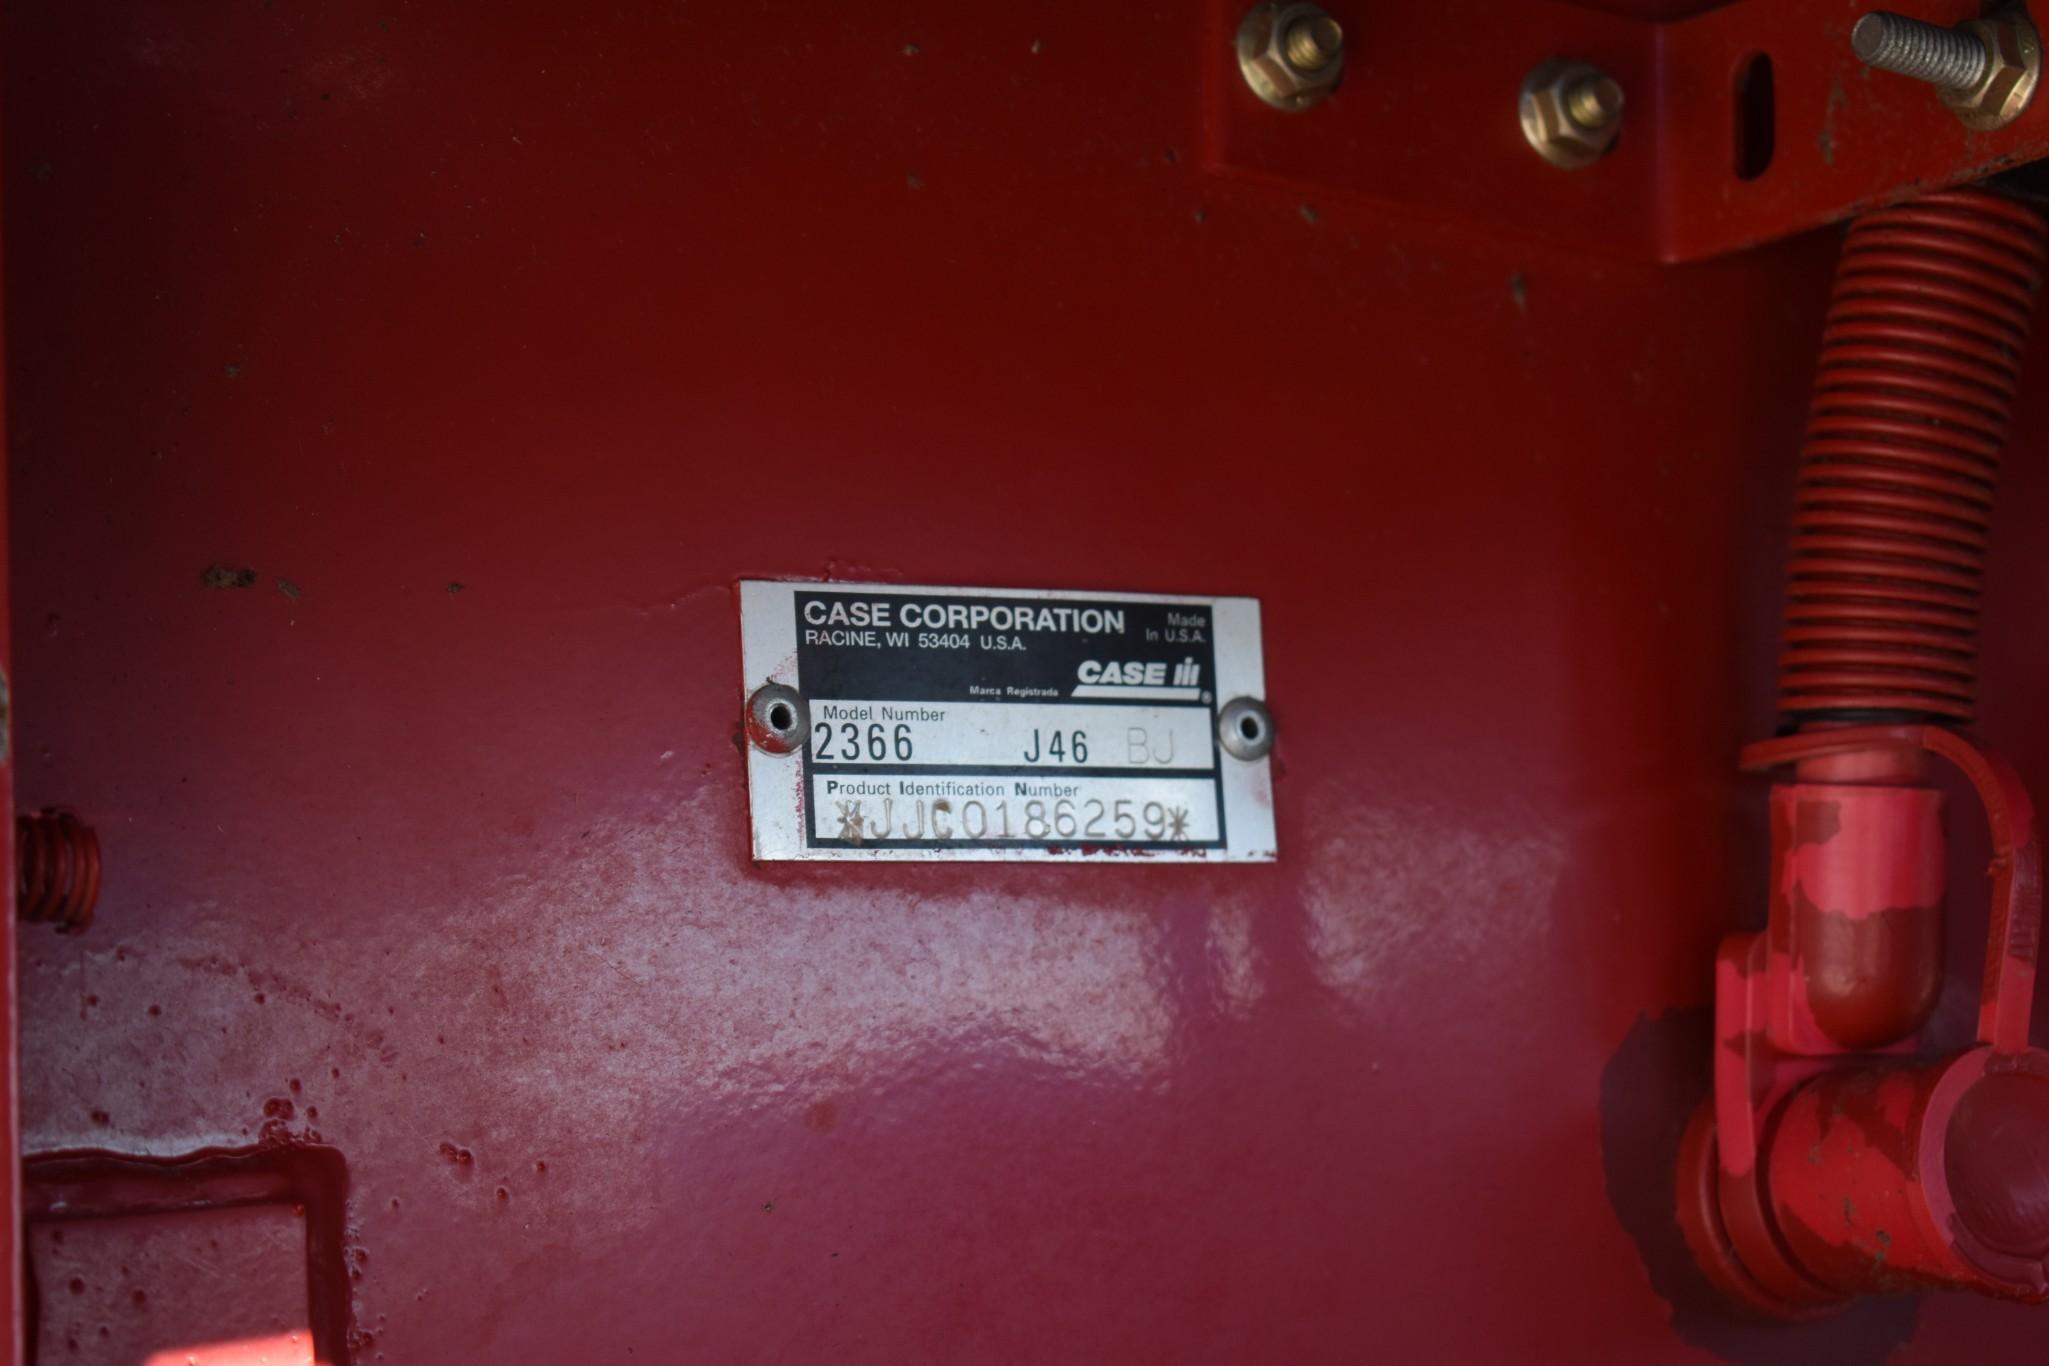 CASE CORPORATION
Made
In U.S.A.
RACINE, WI 53404 U.S.A.
CASE IH
Marca Registrada
®
Model Number
2366 J46 BJ
Product Identification Number
*JJC0186259*